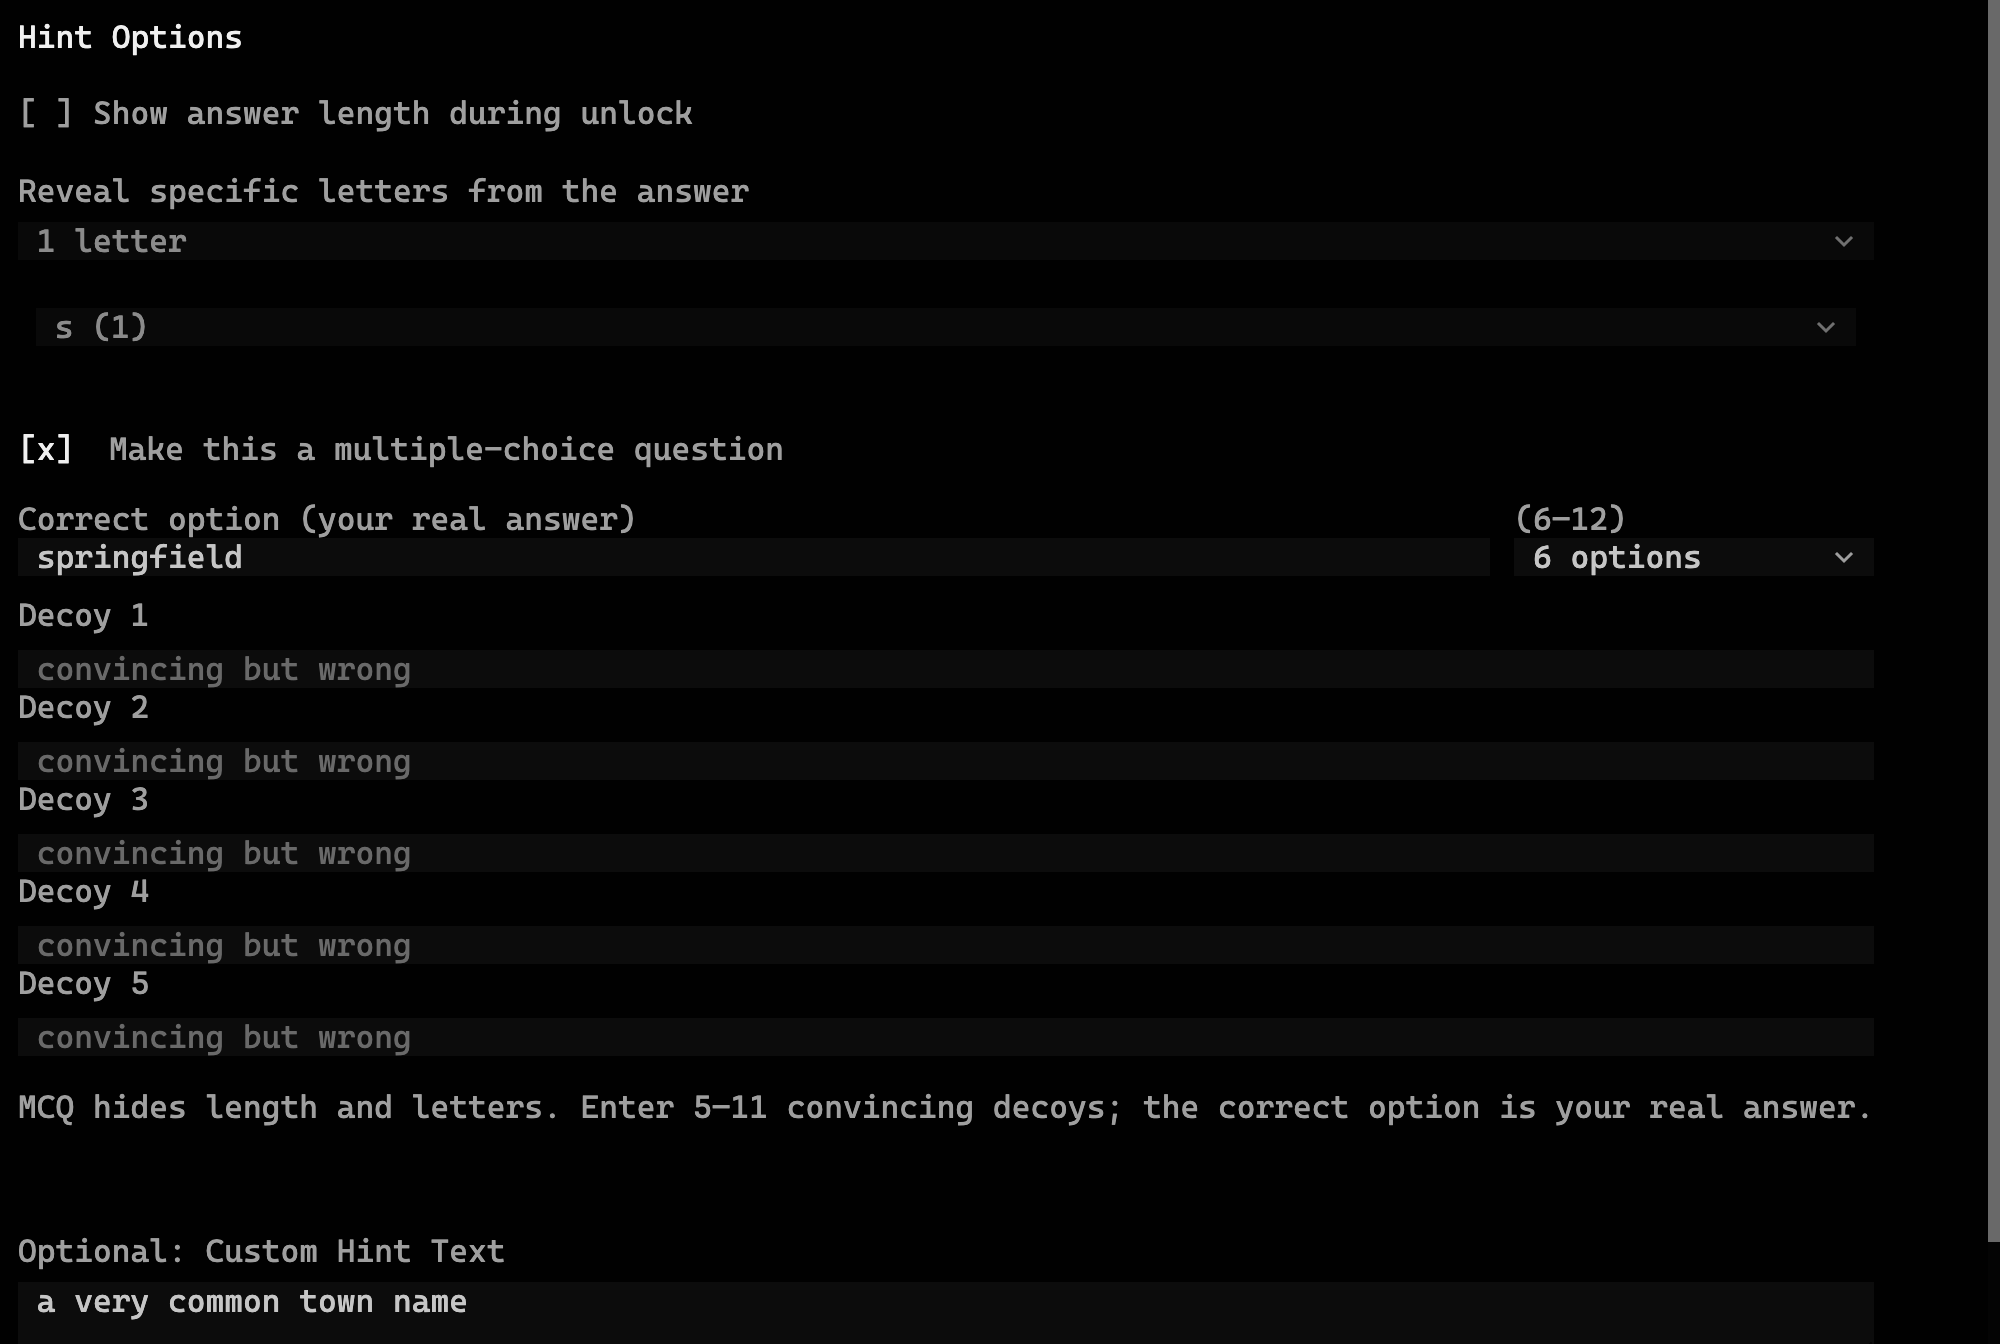 Hint Options
[ ] Show answer length during unlock
Reveal specific letters from the answer
1 letter
s (1)
[x] Make this a multiple-choice question
Correct option (your real answer) (6-12)
springfield 6 options
Decoy 1
convincing but wrong
Decoy 2
convincing but wrong
Decoy 3
convincing but wrong
Decoy 4
convincing but wrong
Decoy 5
convincing but wrong
MCQ hides length and letters. Enter 5-11 convincing decoys; the correct option is your real answer.
Optional: Custom Hint Text
a very common town name